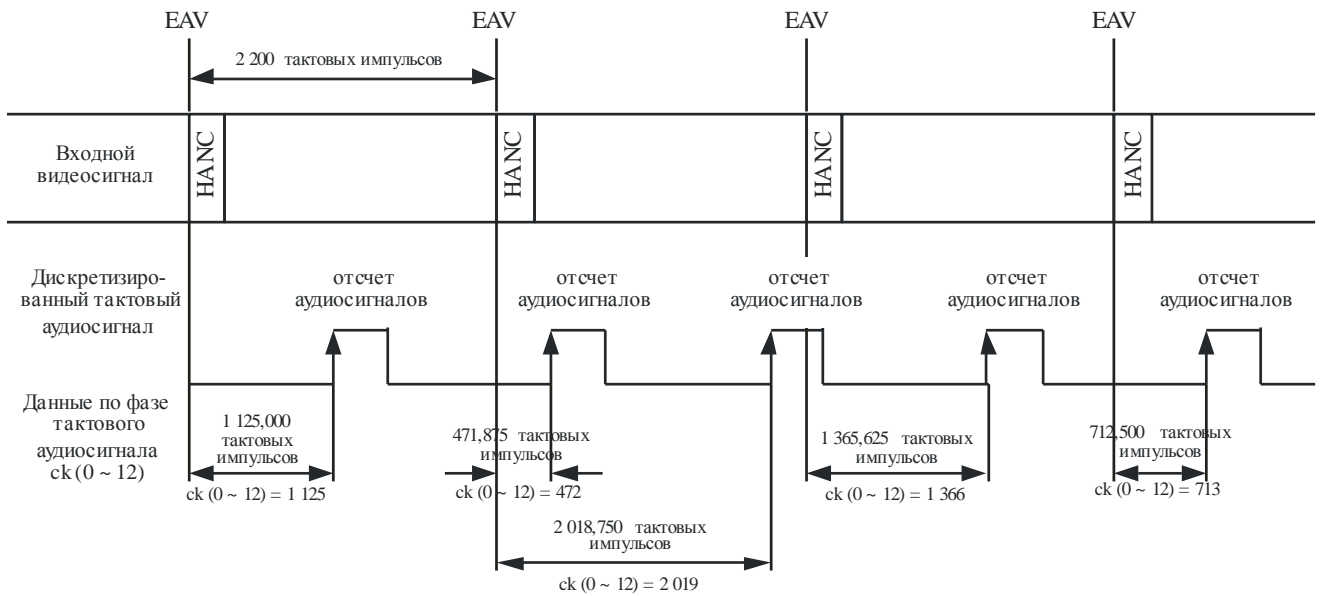 EAV EAV EAV EAV
2 200 тактовых импульсов
Входной
видеосигнал
HANC HANC HANC HANC
Дискретизиро-
ванный тактовый
аудиосигнал
отсчет
аудиосигналов
отсчет
аудиосигналов
отсчет
аудиосигналов
отсчет
аудиосигналов
отсчет
аудиосигналов
Данные по фазе
тактового
аудиосигнала
ck (0 ~ 12)
1 125,000
тактовых
импульсов
ck (0 ~ 12) = 1 125
471,875 тактовых
импульсов
ck (0 ~ 12) = 472
1 365,625 тактовых
импульсов
ck (0 ~ 12) = 1 366
712,500 тактовых
импульсов
ck (0 ~ 12) = 713
2 018,750 тактовых
импульсов
ck (0 ~ 12) = 2 019